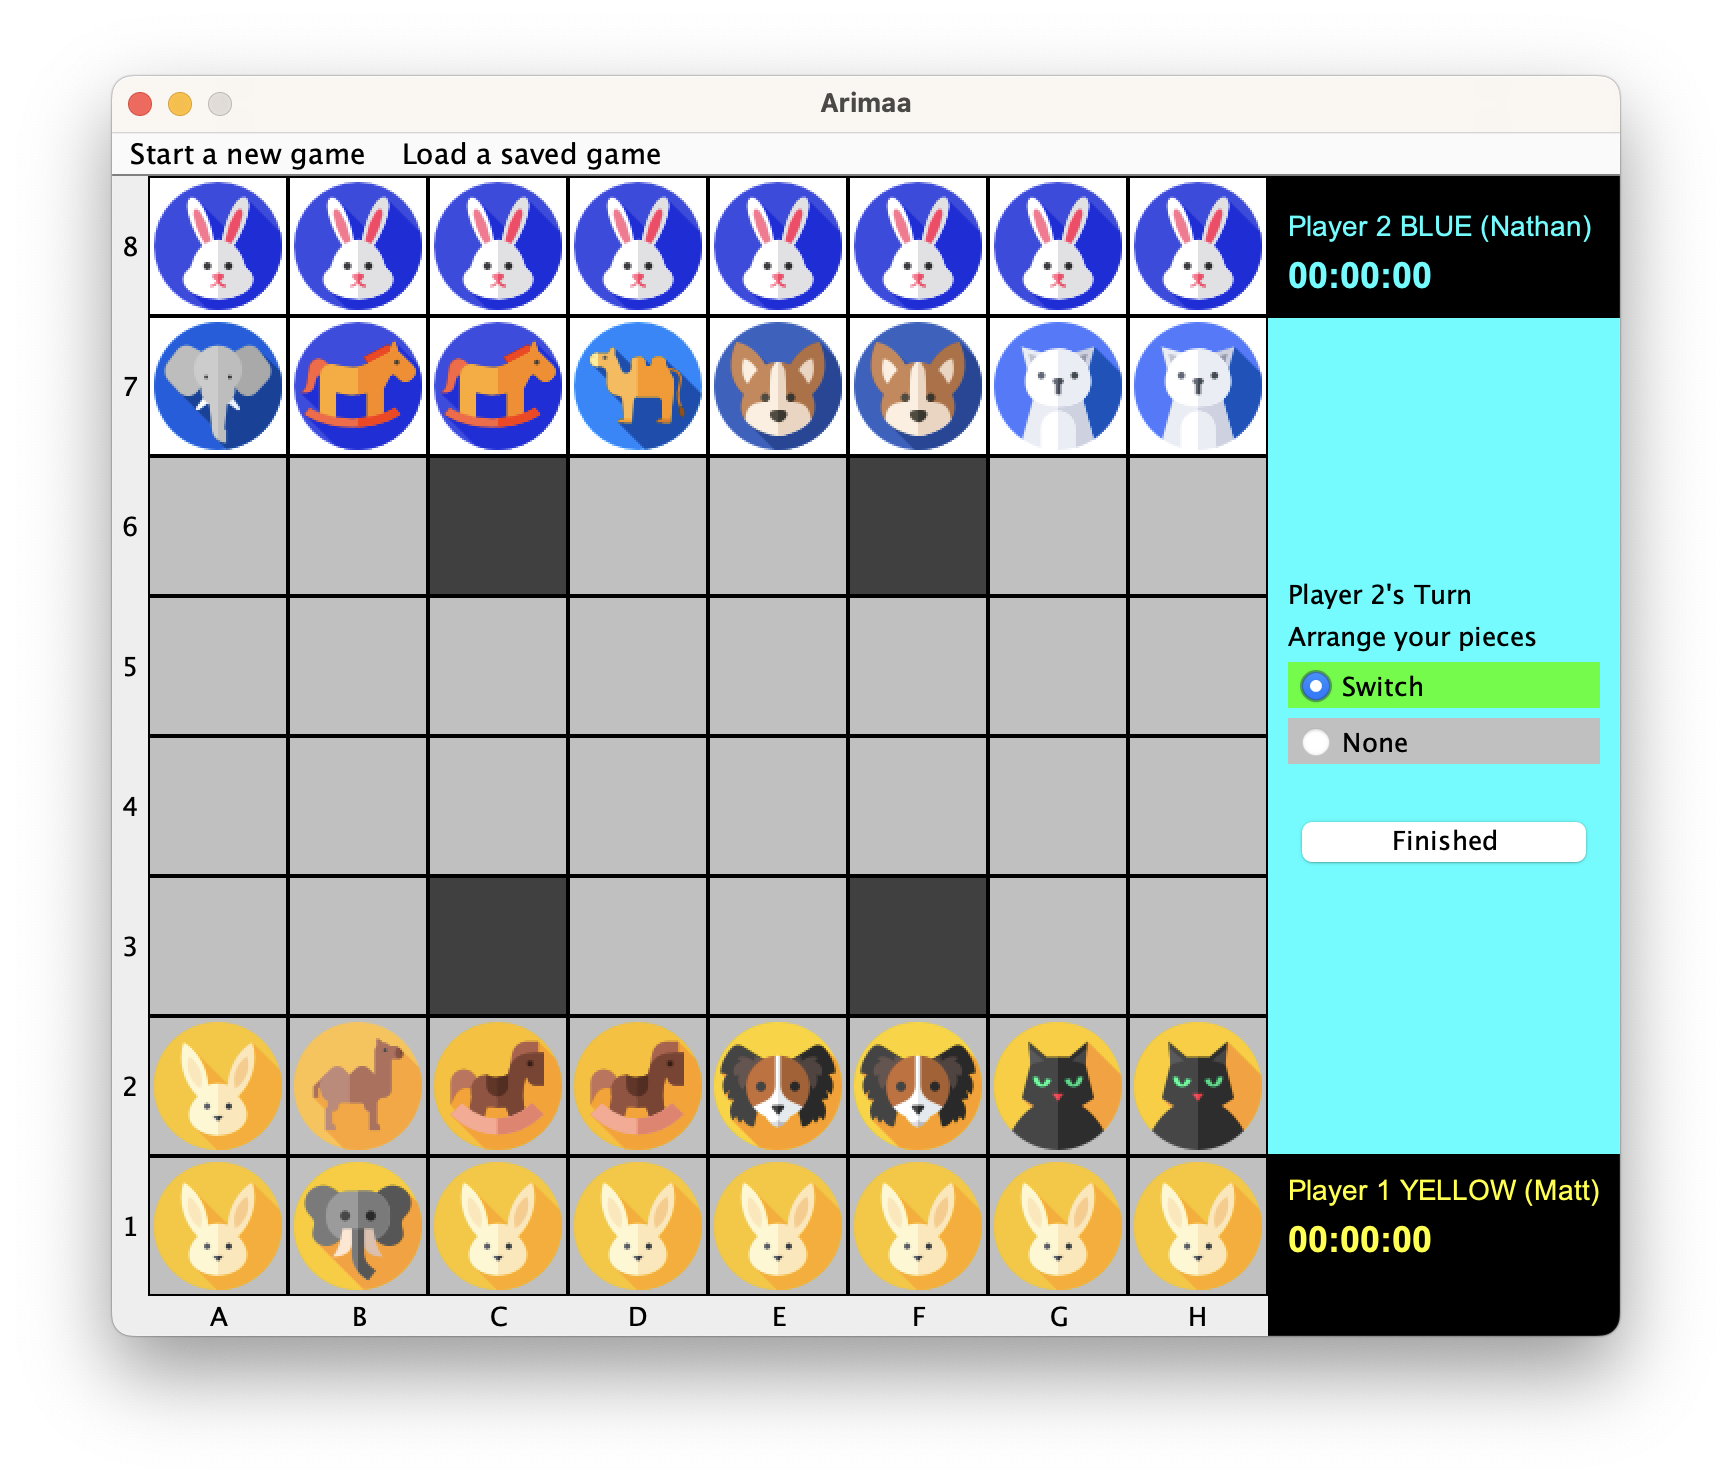 Arimaa
Start a new game Load a saved game
8
Player 2 BLUE (Nathan)
00:00:00
7
6
Player 2's Turn
Arrange your pieces
5
Switch
None
4
Finished
3
2
Player 1 YELLOW (Matt)
1
00:00:00
A B C D E F G H